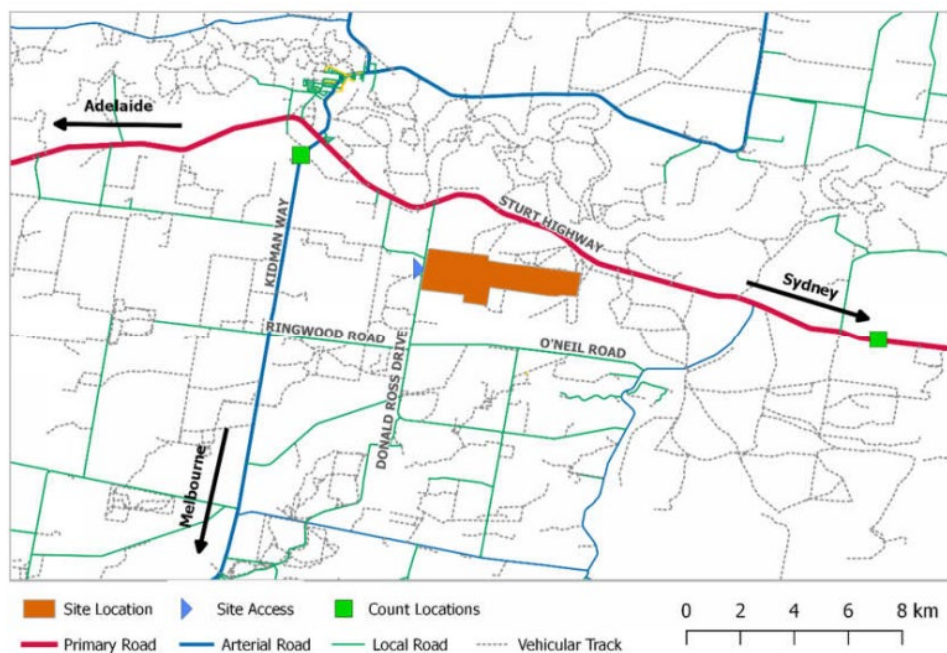 Adelaide
STURT HIGHWAY
KIDMAN WAY
Sydney
RINGWOOD ROAD
O'NEIL ROAD
DONALD ROSS DRIVE
Melbourne
Site Location
Site Access
Count Locations
0 2 4 6 8 km
Primary Road
Arterial Road
Local Road
Vehicular Track